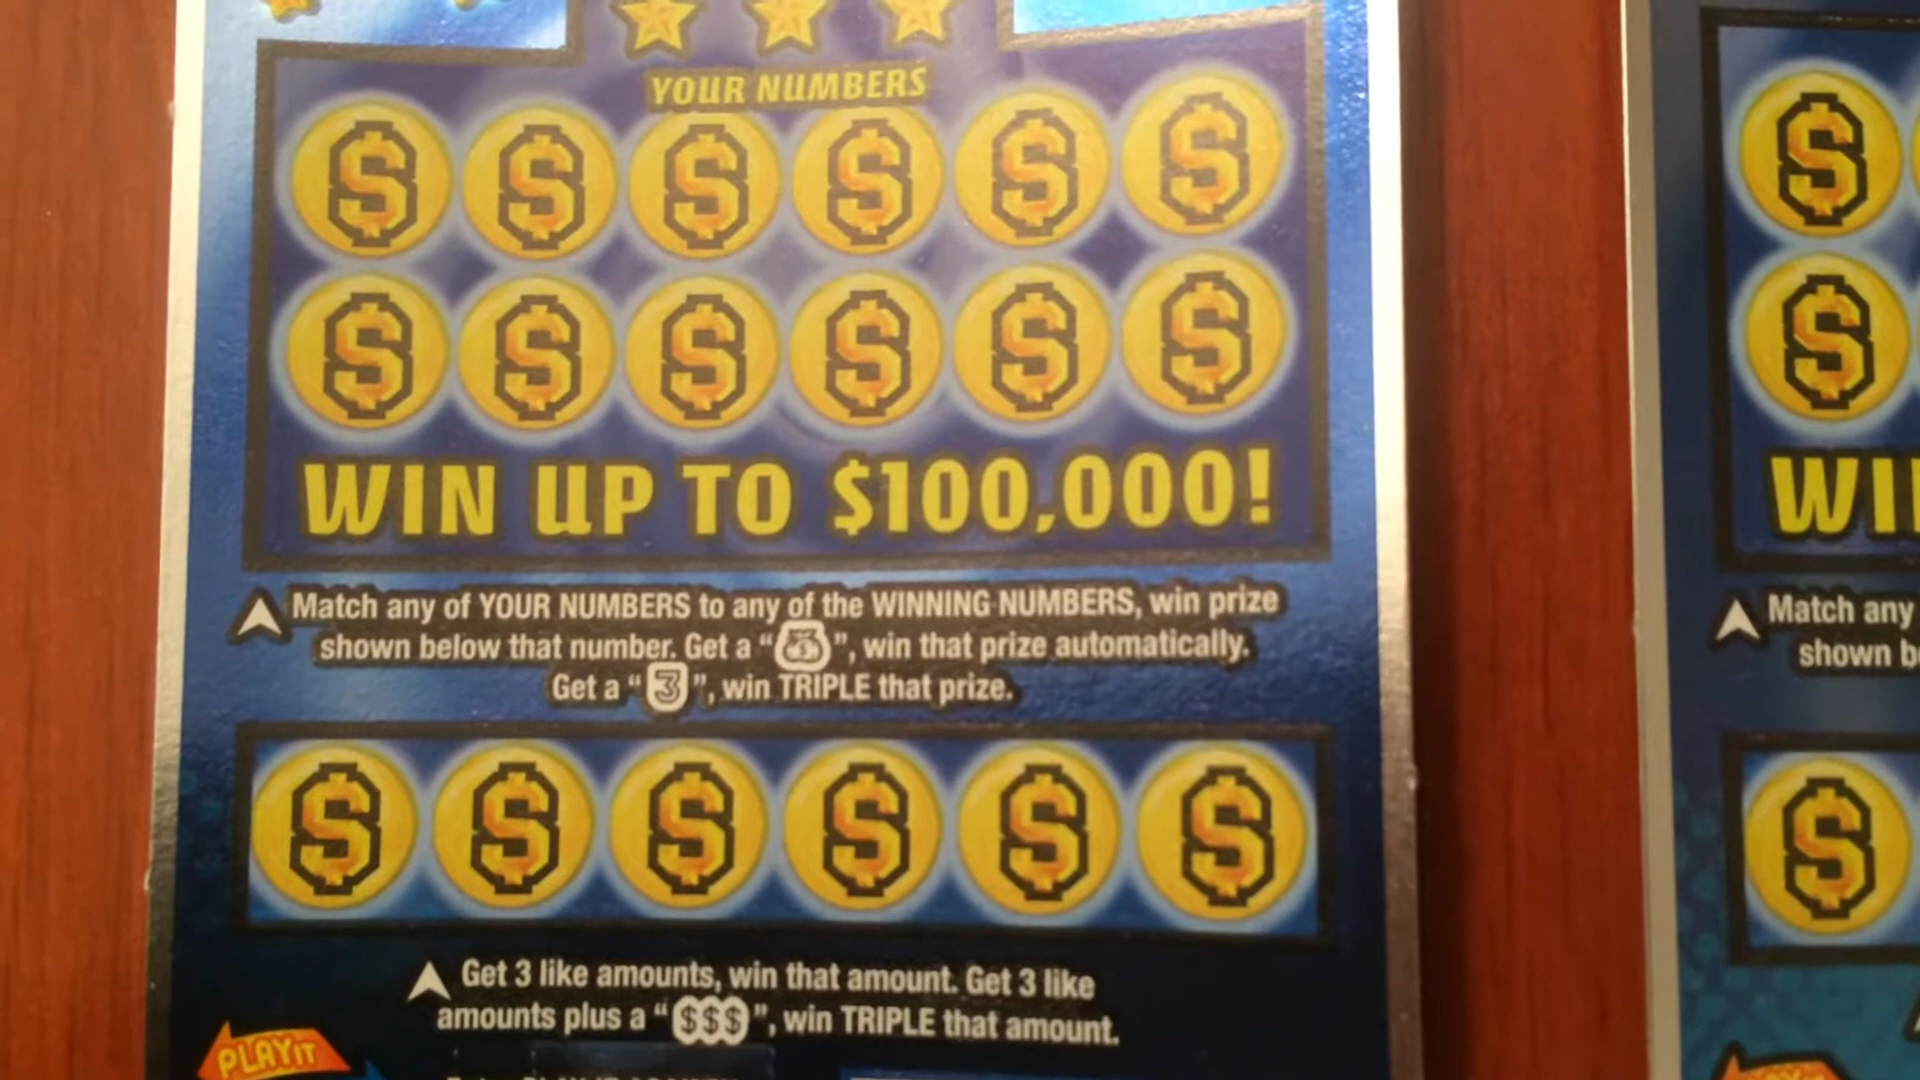 YOUR NUMBERS
WIN UP TO $100,000!
Match any of YOUR NUMBERS to any of the WINNING NUMBERS, win prize
shown below that number. Get a “ ”, win that prize automatically.
Get a “3”, win TRIPLE that prize.
Get 3 like amounts, win that amount. Get 3 like
amounts plus a “$$$”, win TRIPLE that amount.
PLAY IT
WI
Match any
shown